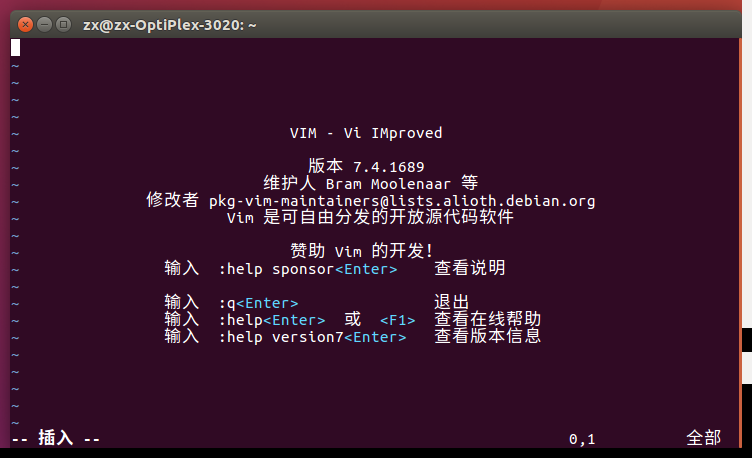 zx@zx-OptiPlex-3020: ~
~
~
~
~
~ VIM - Vi IMproved
~
~ 版本 7.4.1689
~ 维护人 Bram Moolenaar 等
~ 修改者 pkg-vim-maintainers@lists.alioth.debian.org
~ Vim 是可自由分发的开放源代码软件
~
~ 赞助 Vim 的开发!
~ 输入 :help sponsor<Enter> 查看说明
~
~ 输入 :q<Enter> 退出
~ 输入 :help<Enter> 或 <F1> 查看在线帮助
~ 输入 :help version7<Enter> 查看版本信息
~
~
~
~
~
-- 插入 -- 0,1 全部